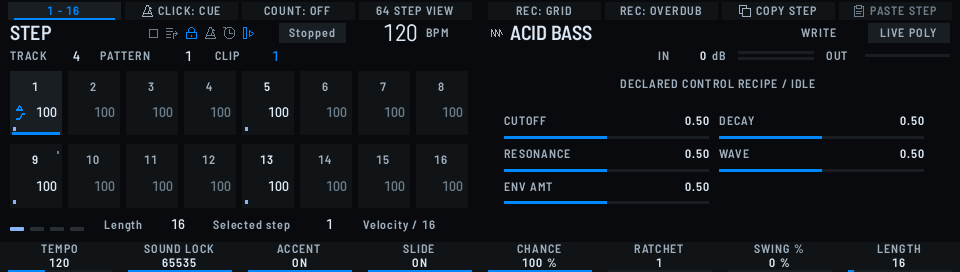 1 - 16 CLICK: CUE COUNT: OFF 64 STEP VIEW REC: GRID REC: OVERDUB COPY STEP PASTE STEP
STEP Stopped 120 BPM ACID BASS WRITE LIVE POLY
TRACK 4 PATTERN 1 CLIP 1 IN 0 dB OUT
1 2 3 4 5 6 7 8
100 100 100 100 100 100 100 100
DECLARED CONTROL RECIPE / IDLE
CUTOFF 0.50 DECAY 0.50
RESONANCE 0.50 WAVE 0.50
ENV AMT 0.50
9 10 11 12 13 14 15 16
100 100 100 100 100 100 100 100
Length 16 Selected step 1 Velocity / 16
TEMPO SOUND LOCK ACCENT SLIDE CHANCE RATCHET SWING % LENGTH
120 65535 ON ON 100 % 1 0 % 16